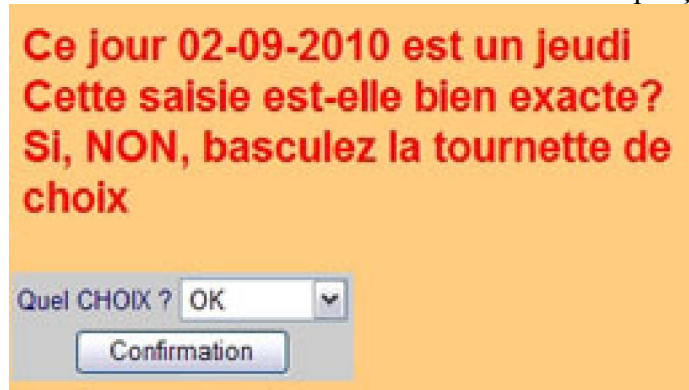 Ce jour 02-09-2010 est un jeudi
Cette saisie est-elle bien exacte?
Si, NON, basculez la tournette de
choix
Quel CHOIX ? OK
Confirmation